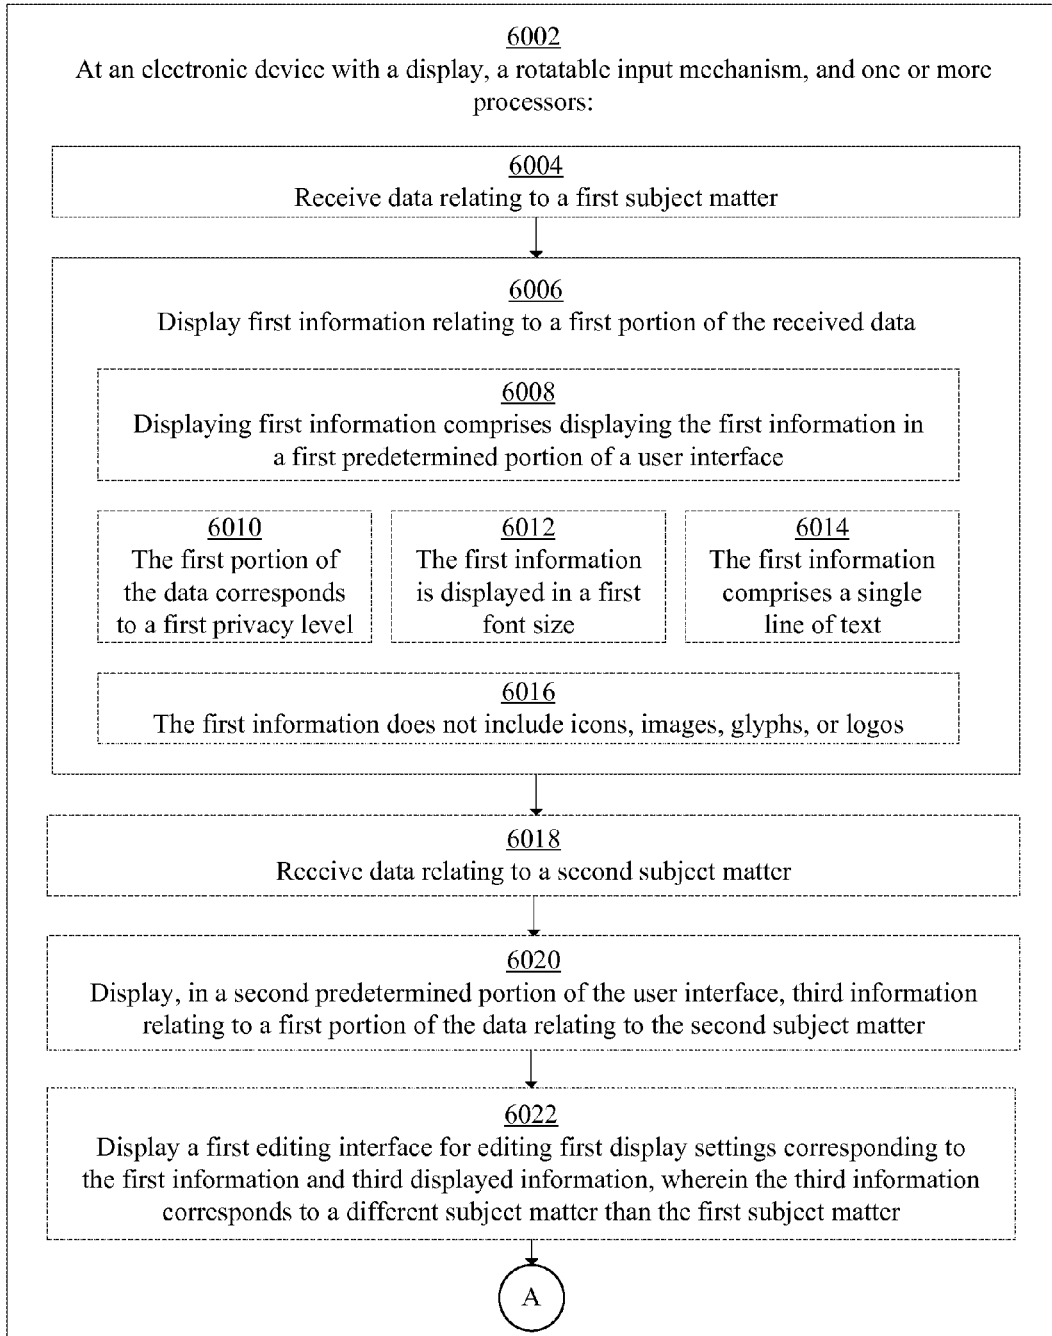 6002
At an electronic device with a display, a rotatable input mechanism, and one or more
processors:
6004
Receive data relating to a first subject matter
6006
Display first information relating to a first portion of the received data
6008
Displaying first information comprises displaying the first information in
a first predetermined portion of a user interface
6010
The first portion of
the data corresponds
to a first privacy level
6012
The first information
is displayed in a first
font size
6014
The first information
comprises a single
line of text
6016
The first information does not include icons, images, glyphs, or logos
6018
Receive data relating to a second subject matter
6020
Display, in a second predetermined portion of the user interface, third information
relating to a first portion of the data relating to the second subject matter
6022
Display a first editing interface for editing first display settings corresponding to
the first information and third displayed information, wherein the third information
corresponds to a different subject matter than the first subject matter
A